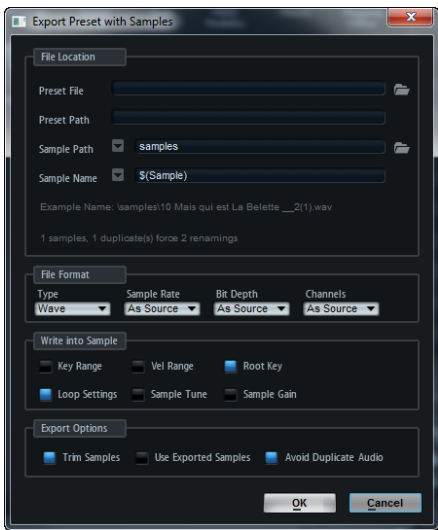 Export Preset with Samples
File Location
Preset File
Preset Path
Sample Path samples
Sample Name $(Sample)
Example Name: \samples\10 Mais qui est La Belette __2(1).wav
1 samples, 1 duplicate(s) force 2 renamings
File Format
Type Sample Rate Bit Depth Channels
Wave As Source As Source As Source
Write into Sample
Key Range Vel Range Root Key
Loop Settings Sample Tune Sample Gain
Export Options
Trim Samples Use Exported Samples Avoid Duplicate Audio
OK Cancel